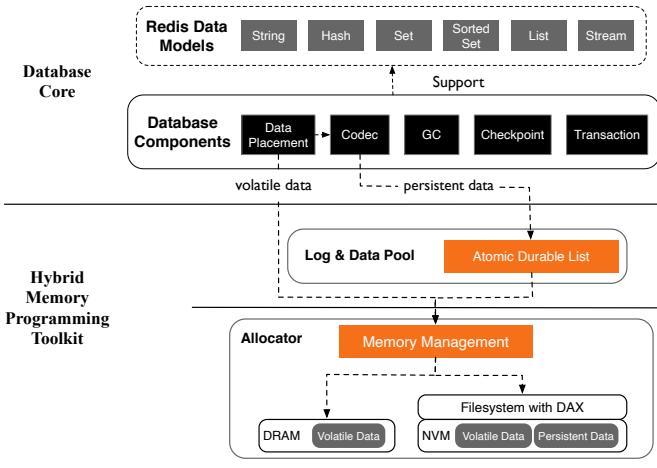 Redis Data
Models
String
Hash
Set
Sorted
Set
List
Stream
Database
Core
Support
Database
Components
Data
Placement
Codec
GC
Checkpoint
Transaction
volatile data
persistent data
Log & Data Pool
Atomic Durable List
Hybrid
Memory
Programming
Toolkit
Allocator
Memory Management
Filesystem with DAX
DRAM
Volatile Data
NVM
Volatile Data
Persistent Data